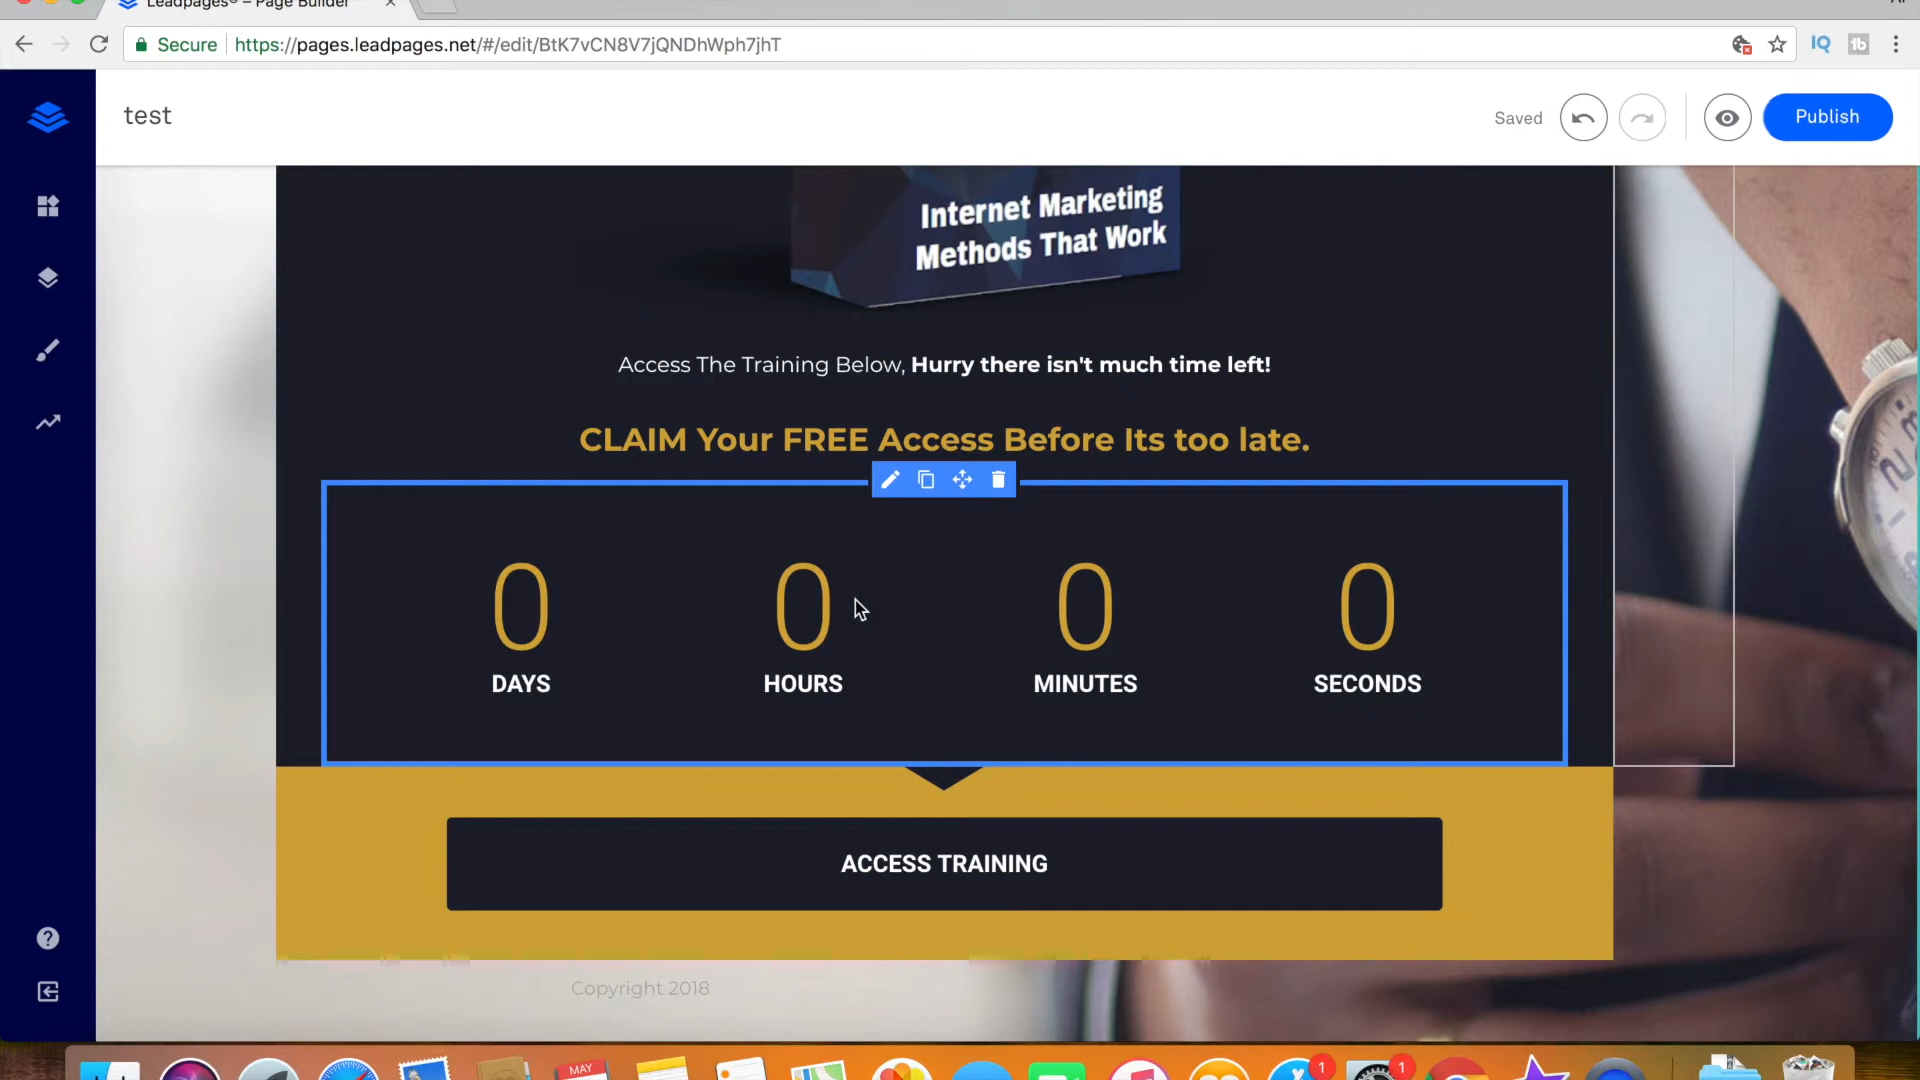 Leadpages® – Page Builder
Secure https://pages.leadpages.net/#/edit/BtK7vCN8V7jQNDhWph7jhT
IQ
test
Saved
Publish
Internet Marketing
Methods That Work
Access The Training Below, Hurry there isn't much time left!
CLAIM Your FREE Access Before Its too late.
0 0 0 0
DAYS HOURS MINUTES SECONDS
ACCESS TRAINING
Copyright 2018
MAY
1 1